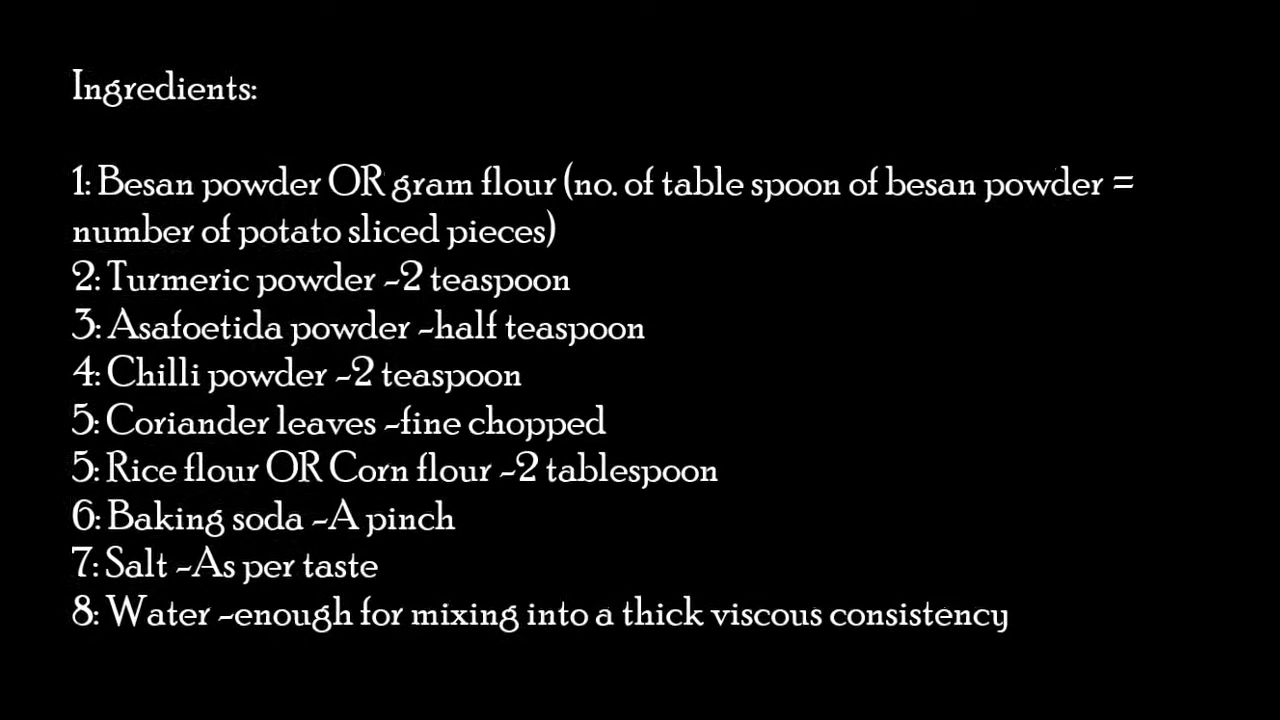 Ingredients:
1: Besan powder OR gram flour (no. of table spoon of besan powder =
number of potato sliced pieces)
2: Turmeric powder -2 teaspoon
3: Asafoetida powder -half teaspoon
4: Chilli powder -2 teaspoon
5: Coriander leaves -fine chopped
5: Rice flour OR Corn flour -2 tablespoon
6: Baking soda -A pinch
7: Salt -As per taste
8: Water -enough for mixing into a thick viscous consistency